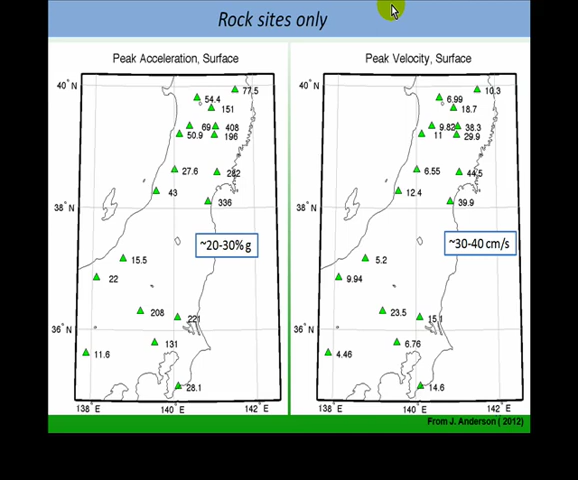 Rock sites only
Peak Acceleration, Surface
40° N
38° N
36° N
138° E
140° E
142° E
77.5
54.4
151
69
408
50.9
196
27.6
282
43
336
~20-30% g
15.5
22
208
221
131
11.6
28.1
Peak Velocity, Surface
40° N
38° N
36° N
138° E
140° E
142° E
10.3
6.99
18.7
9.82
38.3
11
29.9
6.55
44.5
12.4
39.9
~30-40 cm/s
5.2
9.94
23.5
15.1
6.76
4.46
14.6
From J. Anderson ( 2012)